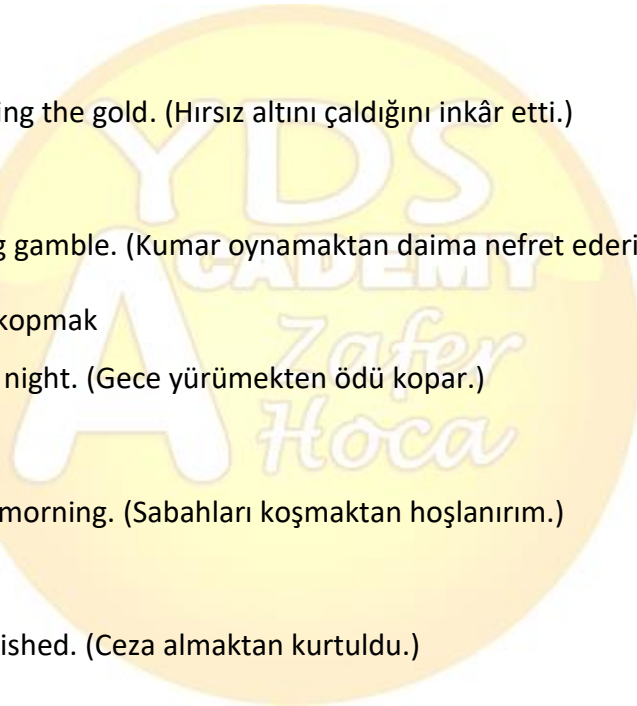 ing the gold. (Hırsız altını çaldığını inkâr etti.)
g gamble. (Kumar oynamaktan daima nefret ederi
kopmak
night. (Gece yürümekten ödü kopar.)
morning. (Sabahları koşmaktan hoşlanırım.)
ished. (Ceza almaktan kurtuldu.)
YDS
ACADEMY
Zafer
Hoca